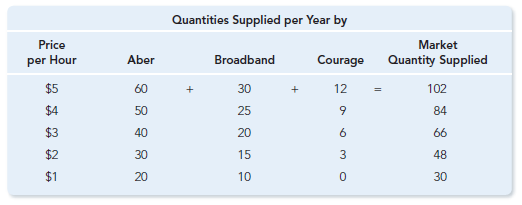 Quantities Supplied per Year by
Price per Hour Aber Broadband Courage Market Quantity Supplied
$5 60 + 30 + 12 = 102
$4 50 25 9 84
$3 40 20 6 66
$2 30 15 3 48
$1 20 10 0 30